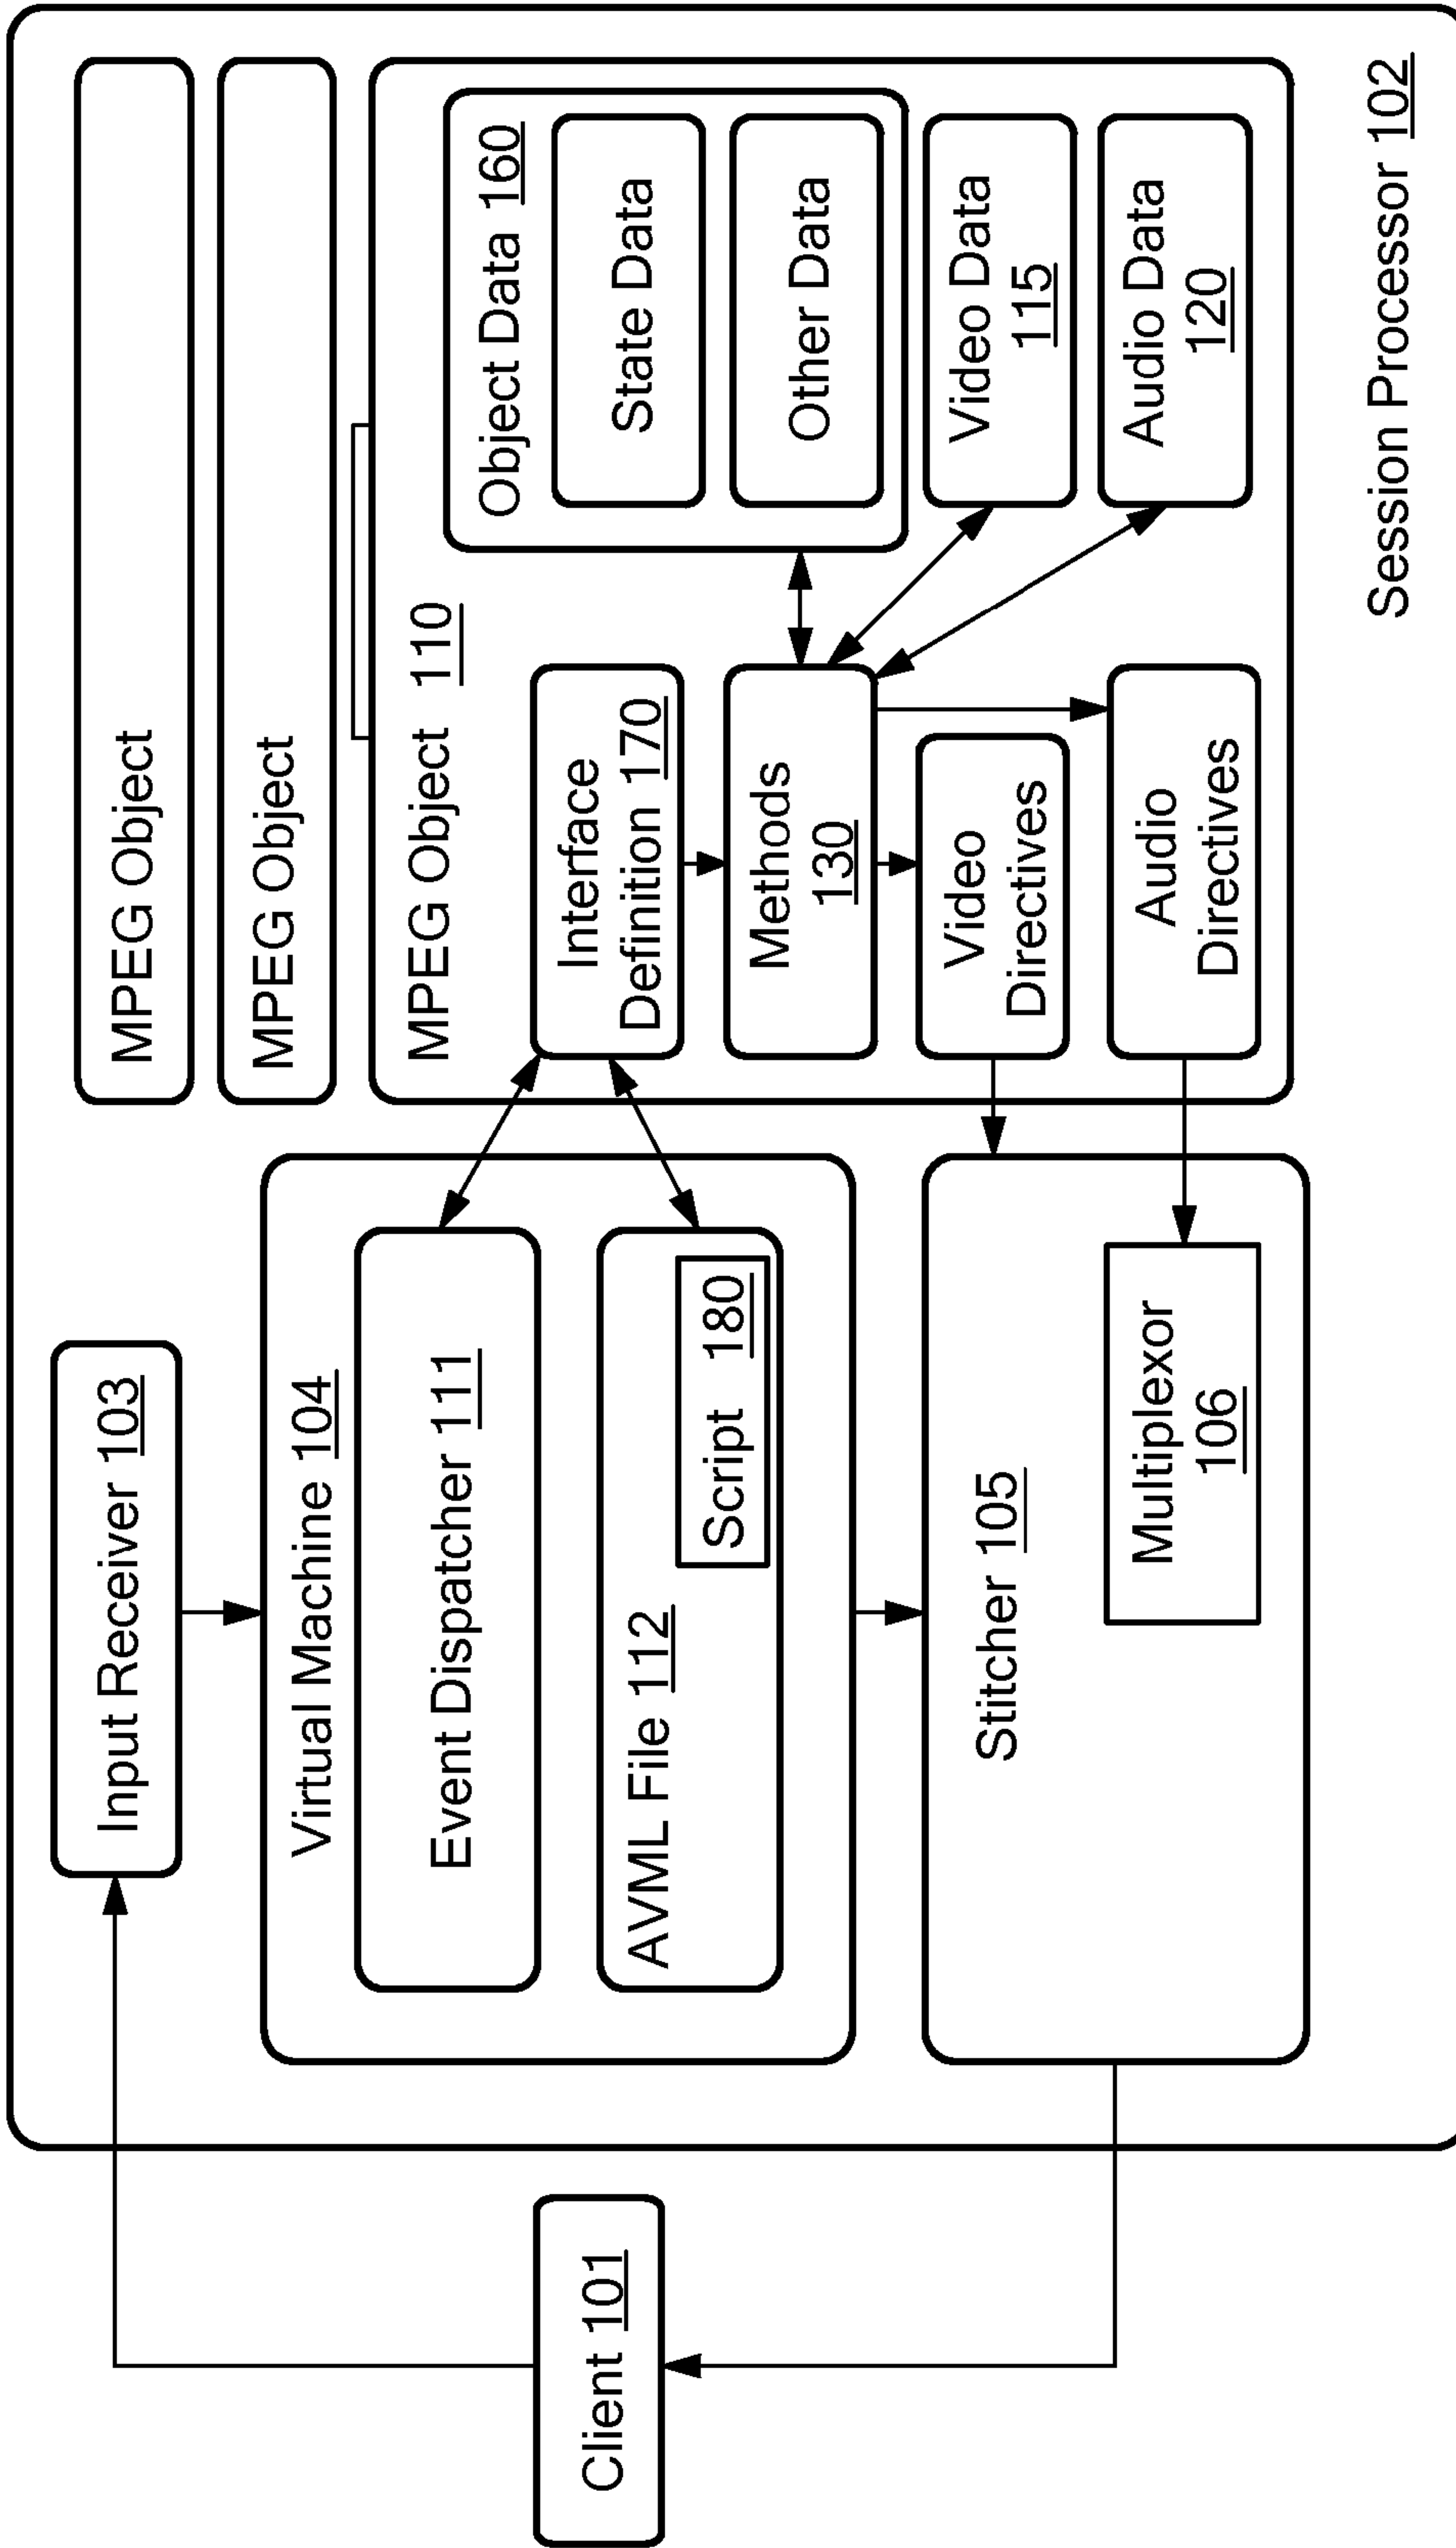 Client 101
Input Receiver 103
Virtual Machine 104
Event Dispatcher 111
AVML File 112
Script 180
Stitcher 105
Multiplexor
106
MPEG Object
MPEG Object
MPEG Object 110
Interface
Definition 170
Methods
130
Video
Directives
Audio
Directives
Object Data 160
State Data
Other Data
Video Data
115
Audio Data
120
Session Processor 102